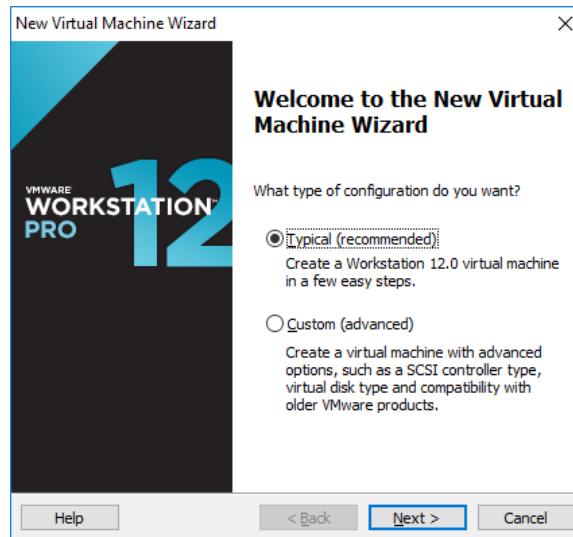 New Virtual Machine Wizard
VMWARE
WORKSTATION™
PRO
12
Welcome to the New Virtual
Machine Wizard
What type of configuration do you want?
Typical (recommended)
Create a Workstation 12.0 virtual machine
in a few easy steps.
Custom (advanced)
Create a virtual machine with advanced
options, such as a SCSI controller type,
virtual disk type and compatibility with
older VMware products.
Help
< Back
Next >
Cancel